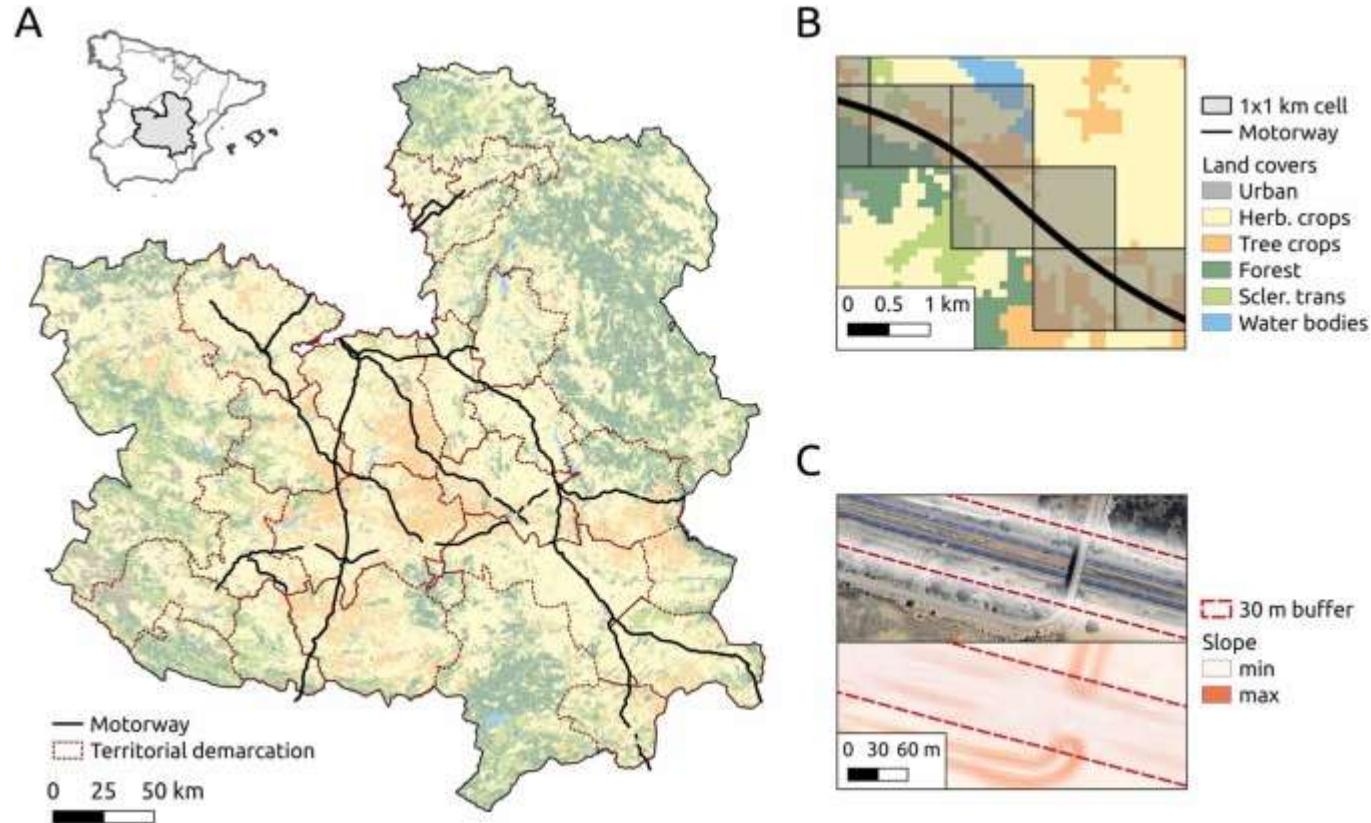 A
Motorway
Territorial demarcation
0 25 50 km
B
1x1 km cell
Motorway
Land covers
Urban
Herb. crops
Tree crops
Forest
Scler. trans
Water bodies
0 0.5 1 km
C
30 m buffer
Slope
min
max
0 30 60 m